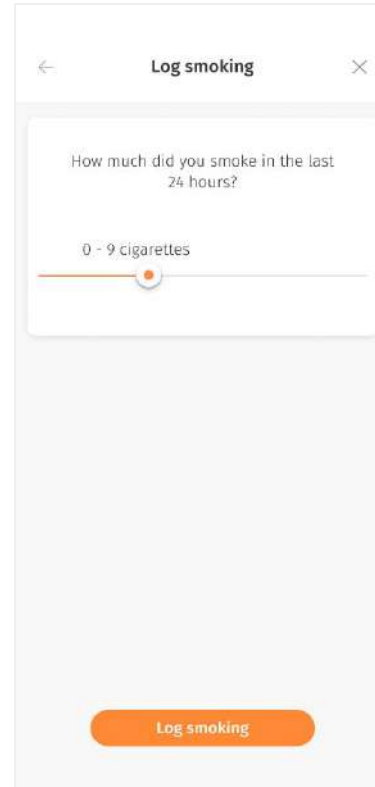 Log smoking
How much did you smoke in the last
24 hours?
0 - 9 cigarettes
Log smoking